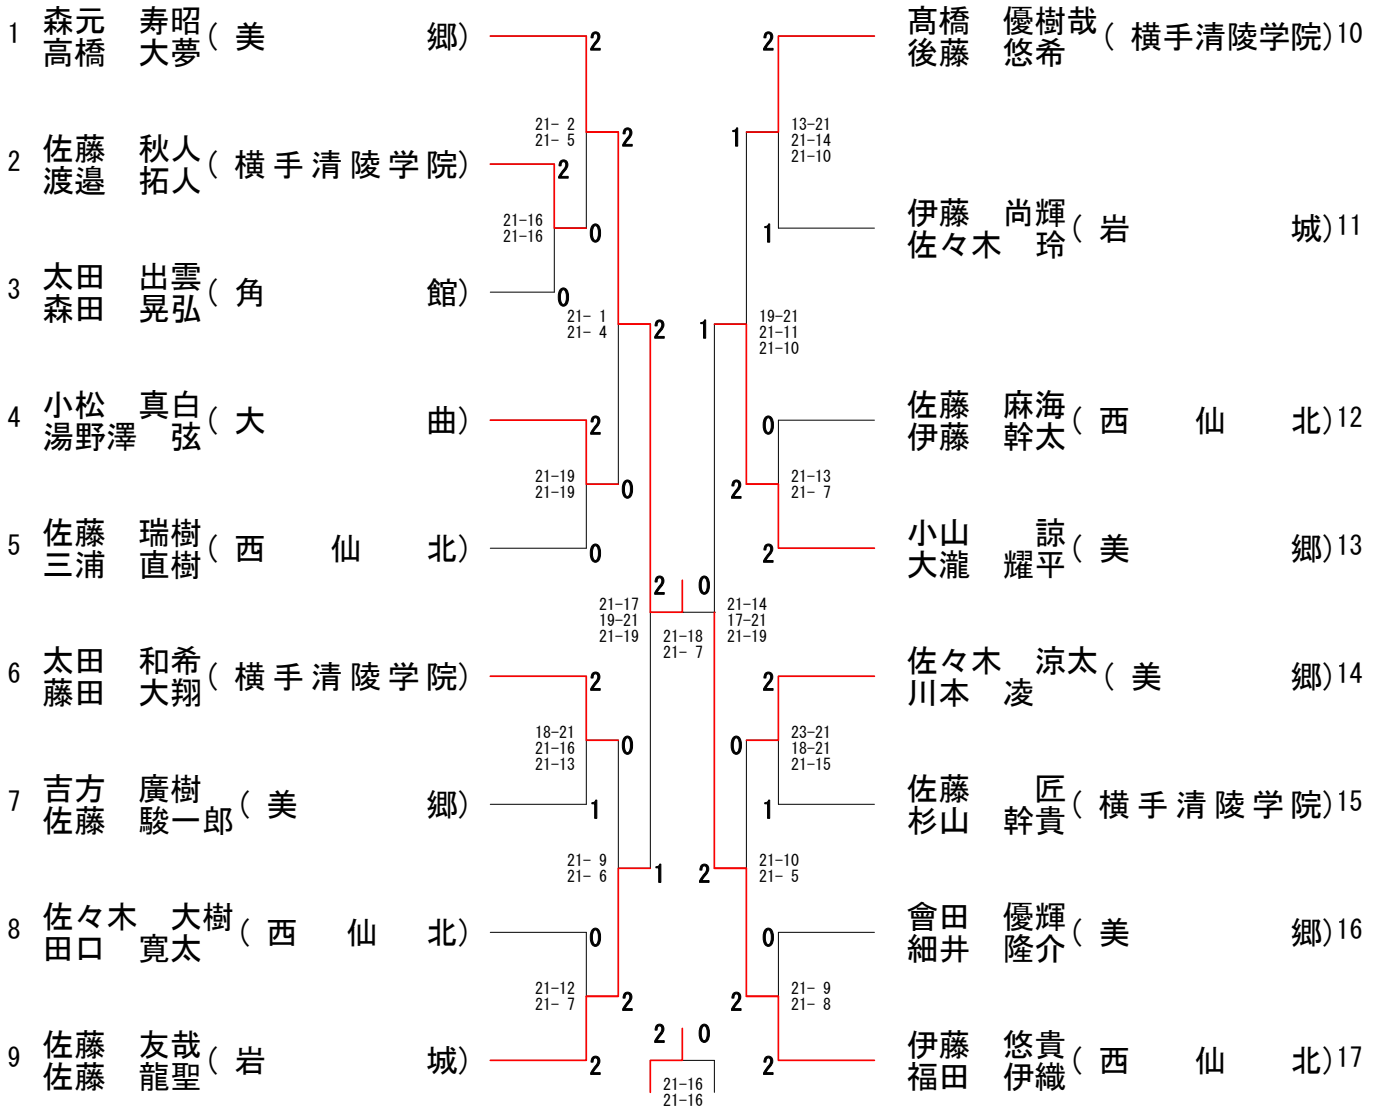 1 森元 寿昭 ( 美 郷 )
高橋 大夢
2 佐藤 秋人 ( 横手清陵学院 )
渡邉 拓人
3 太田 出雲 ( 角 館 )
森田 晃弘
4 小松 真白 ( 大 曲 )
湯野澤 弦
5 佐藤 瑞樹 ( 西 仙 北 )
三浦 直樹
6 太田 和希 ( 横手清陵学院 )
藤田 大翔
7 吉方 廣樹 ( 美 郷 )
佐藤 駿一郎
8 佐々木 大樹 ( 西 仙 北 )
田口 寛太
9 佐藤 友哉 ( 岩 城 )
佐藤 龍聖
2
21- 2
21- 5
2
2
21-16
21-16
0
0
21- 1
21- 4
2
2
21-19
21-19
0
0
21-17
19-21
21-19
2
18-21
21-16
21-13
0
1
21- 9
21- 6
1
0
21-12
21- 7
2
2
2 0
21-18
21- 7
2 0
21-16
21-16
2
1
13-21
21-14
21-10
1
1
19-21
21-11
21-10
0
2
21-13
21- 7
2
21-14
17-21
21-19
2
0
23-21
18-21
21-15
1
2
21-10
21- 5
0
2
21- 9
21- 8
2
髙橋 優樹哉 ( 横手清陵学院 ) 10
後藤 悠希
伊藤 尚輝 ( 岩 城 ) 11
佐々木 玲
佐藤 麻海 ( 西 仙 北 ) 12
伊藤 幹太
小山 諒 ( 美 郷 ) 13
大瀧 耀平
佐々木 涼太 ( 美 郷 ) 14
川本 凌
佐藤 匠 ( 横手清陵学院 ) 15
杉山 幹貴
會田 優輝 ( 美 郷 ) 16
細井 隆介
伊藤 悠貴 ( 西 仙 北 ) 17
福田 伊織